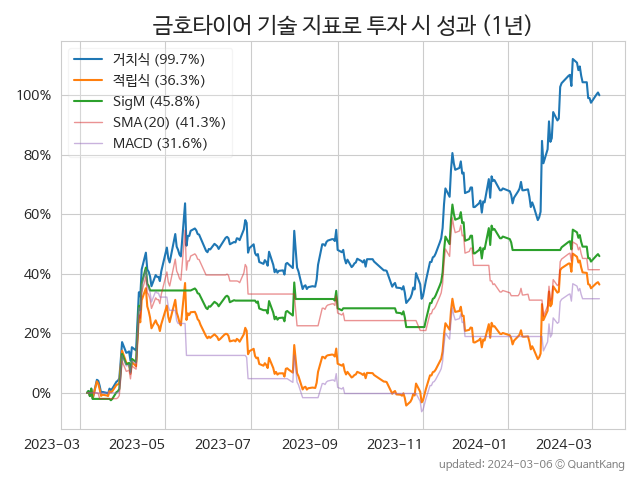 금호타이어 기술 지표로 투자 시 성과 (1년)
거치식 (99.7%)
적립식 (36.3%)
SigM (45.8%)
SMA(20) (41.3%)
MACD (31.6%)
100%
80%
60%
40%
20%
0%
2023-03
2023-05
2023-07
2023-09
2023-11
2024-01
2024-03
updated: 2024-03-06 © QuantKang